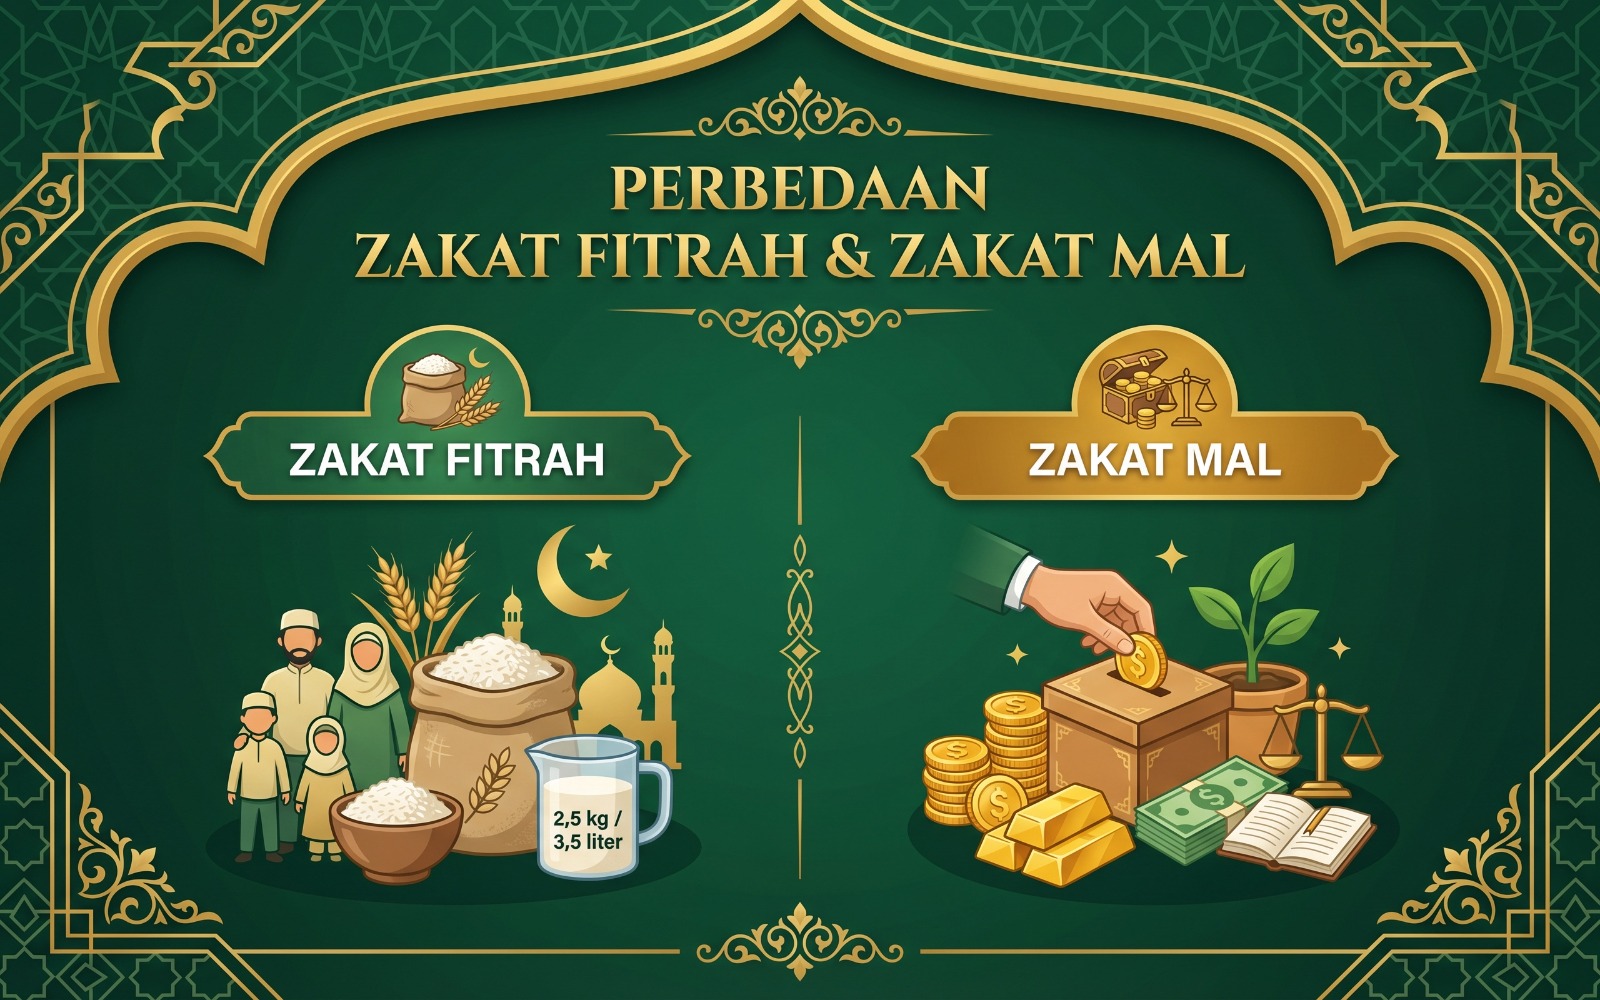 PERBEDAAN
ZAKAT FITRAH & ZAKAT MAL
ZAKAT FITRAH
ZAKAT MAL
2,5 kg /
3,5 liter